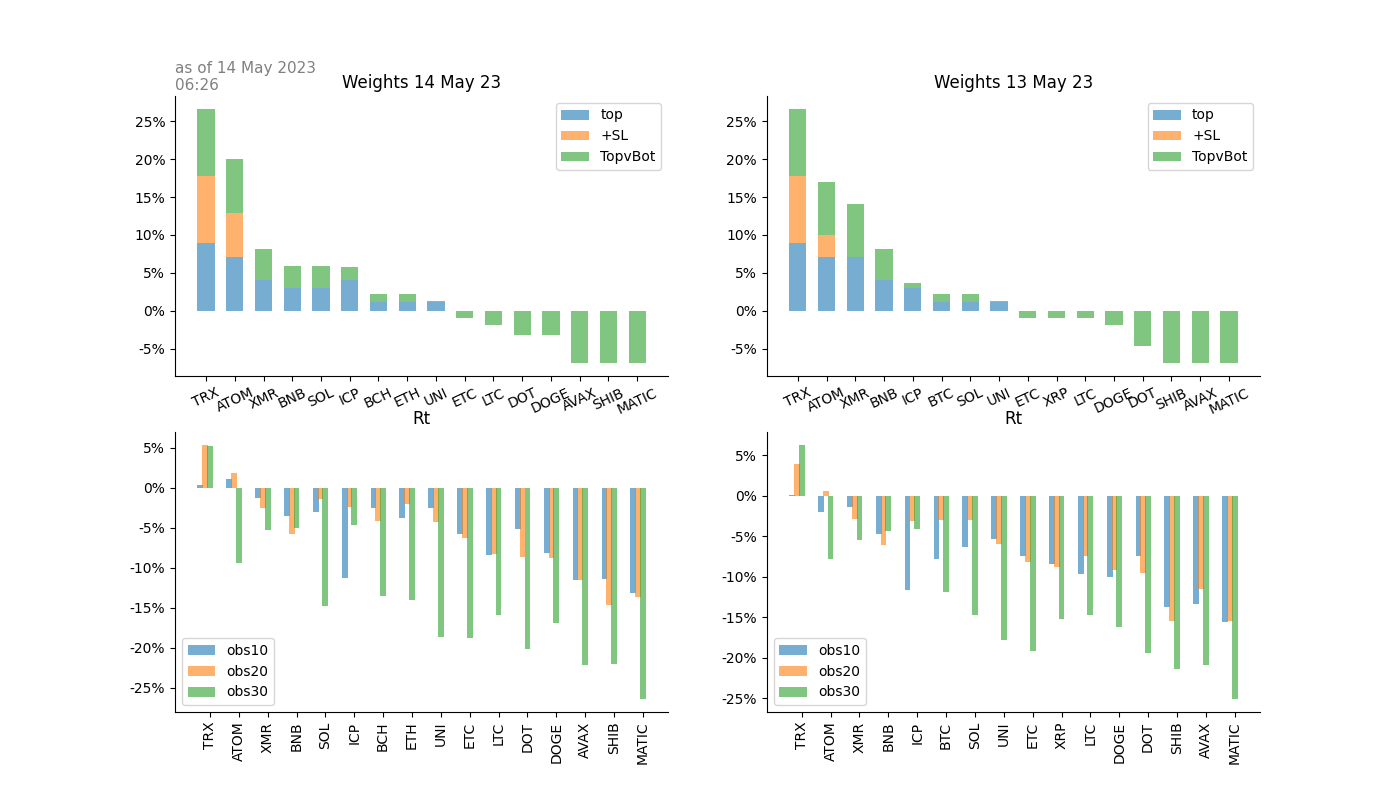 as of 14 May 2023
06:26
Weights 14 May 23
25%
20%
15%
10%
5%
0%
-5%
top
+SL
TopvBot
TRX ATOM XMR BNB SOL ICP BCH ETH UNI ETC LTC DOT DOGE AVAX SHIB MATIC
Weights 13 May 23
25%
20%
15%
10%
5%
0%
-5%
top
+SL
TopvBot
TRX ATOM XMR BNB ICP BTC SOL UNI ETC XRP LTC DOGE DOT SHIB AVAX MATIC
Rt
5%
0%
-5%
-10%
-15%
-20%
-25%
obs10
obs20
obs30
TRX ATOM XMR BNB SOL ICP BCH ETH UNI ETC LTC DOT DOGE AVAX SHIB MATIC
Rt
5%
0%
-5%
-10%
-15%
-20%
-25%
obs10
obs20
obs30
TRX ATOM XMR BNB ICP BTC SOL UNI ETC XRP LTC DOGE DOT SHIB AVAX MATIC